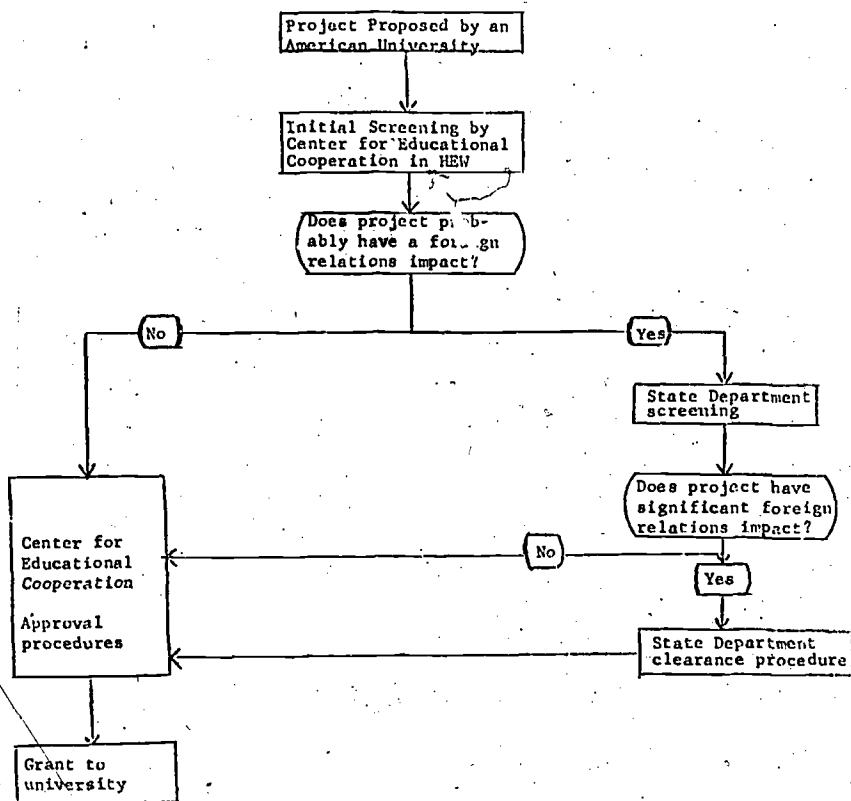 Project Proposed by an
American University
Initial Screening by
Center for Educational
Cooperation in HEW
Does project
ably have a
relations impact?
No
Yes
State Department
screening
Does project have
significant foreign
relations impact?
No
Yes
Center for
Educational
Cooperation
Approval
procedures
State Department
clearance procedure
Grant to
university